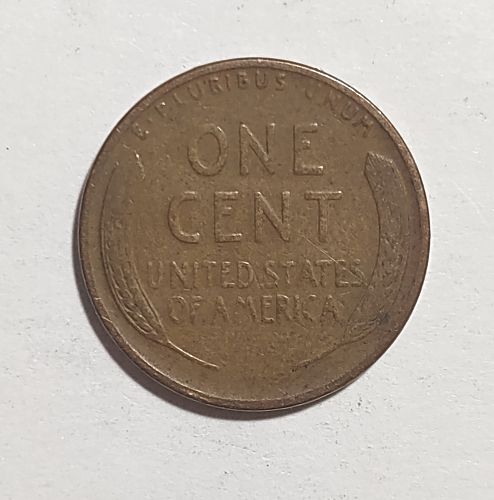 E·PLURIBUS·UNUM
ONE
CENT
UNITED·STATES
OF·AMERICA